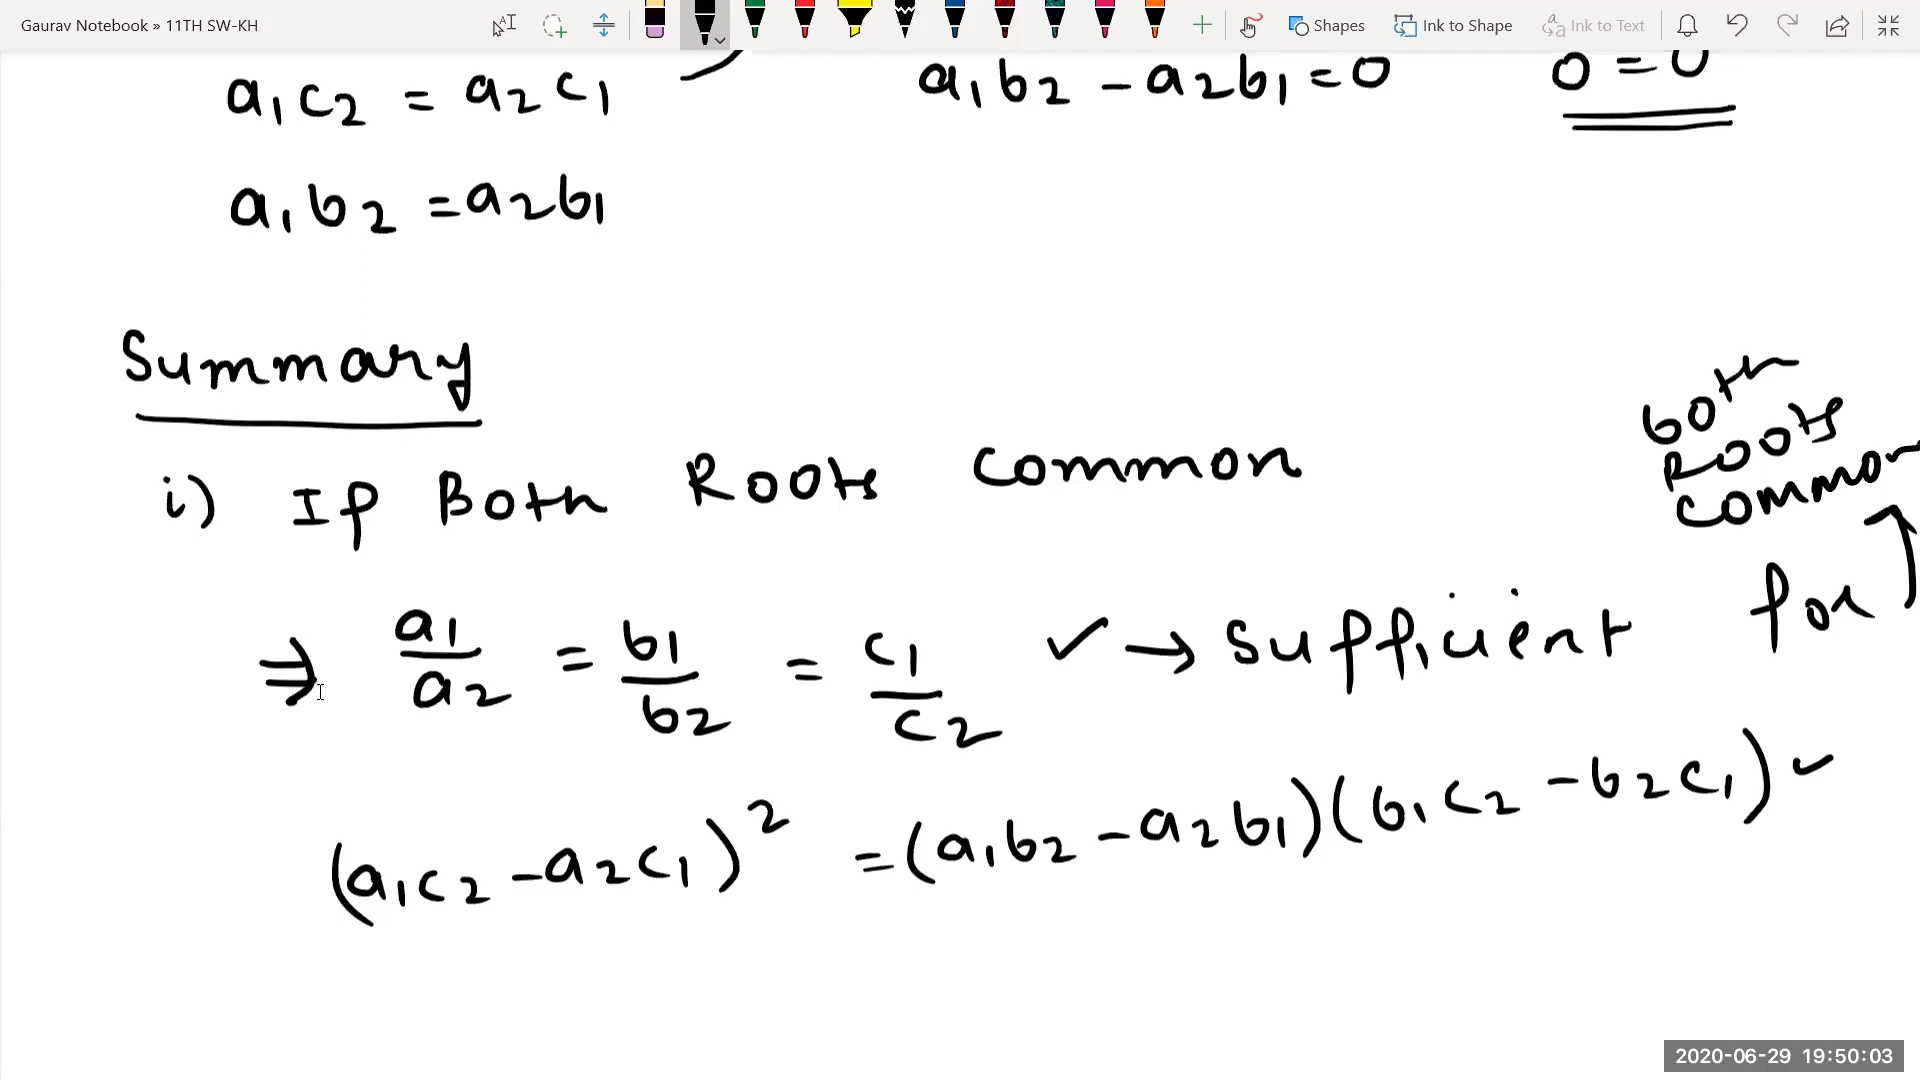 Gaurav Notebook » 11TH SW-KH
Shapes Ink to Shape Ink to Text
a₁c₂ = a₂c₁
a₁b₂ - a₂b₁ = 0
0 = 0
a₁b₂ = a₂b₁
Summary
i) If Both Roots common
both
Roots
common
⇒ a₁/a₂ = b₁/b₂ = c₁/c₂ ✓ → sufficient for
(a₁c₂ - a₂c₁)² = (a₁b₂ - a₂b₁)(b₁c₂ - b₂c₁) ✓
2020-06-29 19:50:03